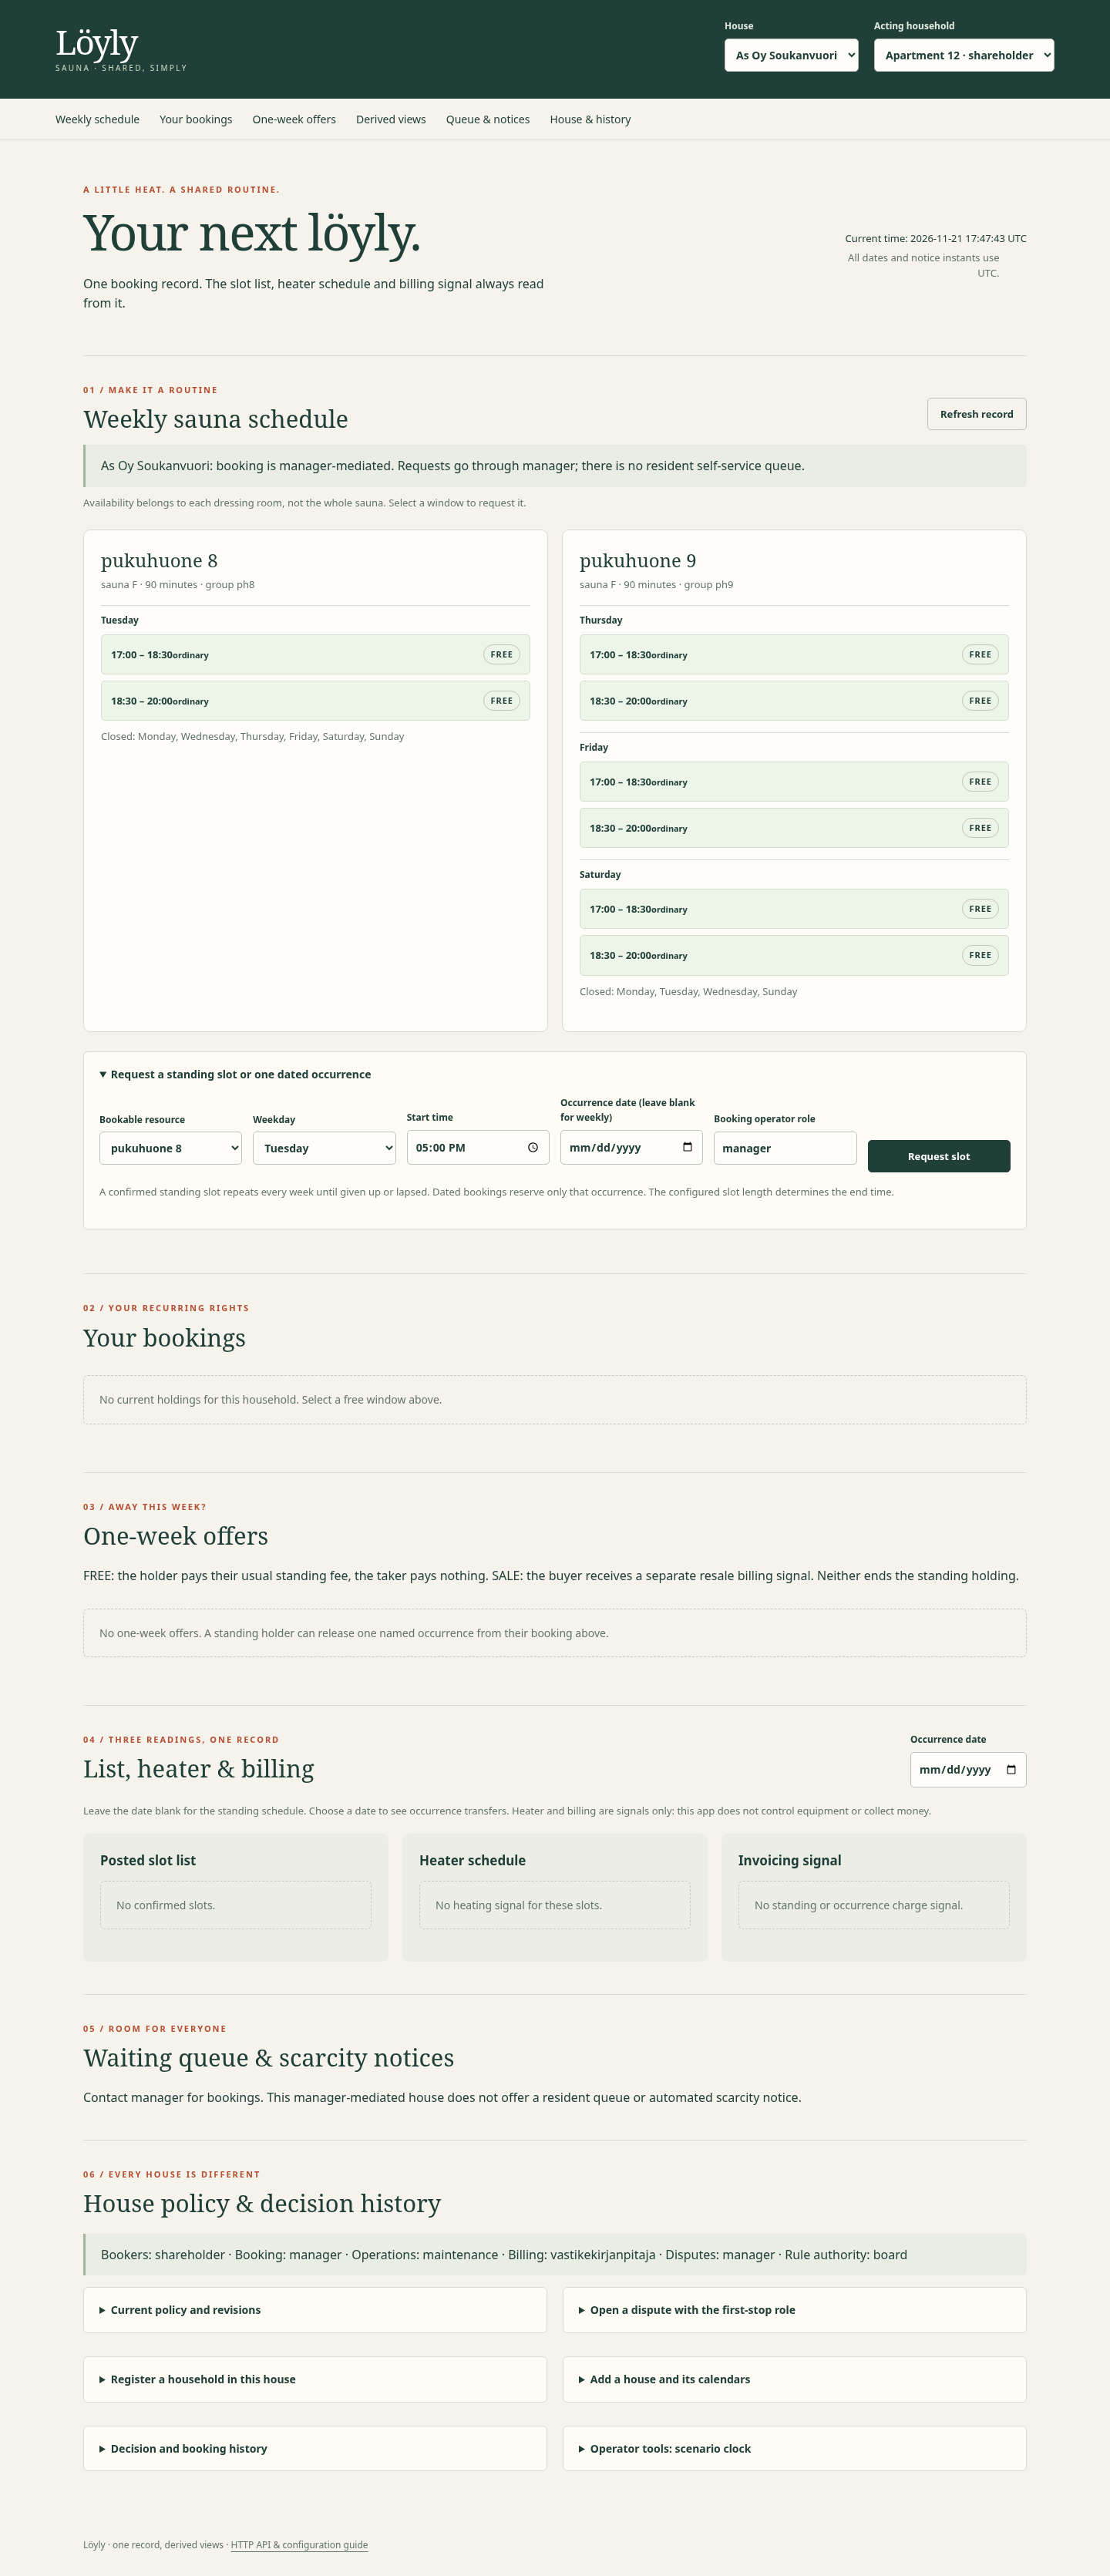 Löyly
SAUNA · SHARED, SIMPLY
House
As Oy Soukanvuori
Acting household
Apartment 12 · shareholder
Weekly schedule
Your bookings
One-week offers
Derived views
Queue & notices
House & history
A LITTLE HEAT. A SHARED ROUTINE.
Your next löyly.
One booking record. The slot list, heater schedule and billing signal always read
from it.
Current time: 2026-11-21 17:47:43 UTC
All dates and notice instants use
UTC.
01 / MAKE IT A ROUTINE
Weekly sauna schedule
Refresh record
As Oy Soukanvuori: booking is manager-mediated. Requests go through manager; there is no resident self-service queue.
Availability belongs to each dressing room, not the whole sauna. Select a window to request it.
pukuhuone 8
sauna F · 90 minutes · group ph8
Tuesday
17:00 – 18:30ordinary FREE
18:30 – 20:00ordinary FREE
Closed: Monday, Wednesday, Thursday, Friday, Saturday, Sunday
pukuhuone 9
sauna F · 90 minutes · group ph9
Thursday
17:00 – 18:30ordinary FREE
18:30 – 20:00ordinary FREE
Friday
17:00 – 18:30ordinary FREE
18:30 – 20:00ordinary FREE
Saturday
17:00 – 18:30ordinary FREE
18:30 – 20:00ordinary FREE
Closed: Monday, Tuesday, Wednesday, Sunday
▼ Request a standing slot or one dated occurrence
Bookable resource
pukuhuone 8
Weekday
Tuesday
Start time
05:00 PM
Occurrence date (leave blank
for weekly)
mm/dd/yyyy
Booking operator role
manager
Request slot
A confirmed standing slot repeats every week until given up or lapsed. Dated bookings reserve only that occurrence. The configured slot length determines the end time.
02 / YOUR RECURRING RIGHTS
Your bookings
No current holdings for this household. Select a free window above.
03 / AWAY THIS WEEK?
One-week offers
FREE: the holder pays their usual standing fee, the taker pays nothing. SALE: the buyer receives a separate resale billing signal. Neither ends the standing holding.
No one-week offers. A standing holder can release one named occurrence from their booking above.
04 / THREE READINGS, ONE RECORD
List, heater & billing
Occurrence date
mm/dd/yyyy
Leave the date blank for the standing schedule. Choose a date to see occurrence transfers. Heater and billing are signals only: this app does not control equipment or collect money.
Posted slot list
No confirmed slots.
Heater schedule
No heating signal for these slots.
Invoicing signal
No standing or occurrence charge signal.
05 / ROOM FOR EVERYONE
Waiting queue & scarcity notices
Contact manager for bookings. This manager-mediated house does not offer a resident queue or automated scarcity notice.
06 / EVERY HOUSE IS DIFFERENT
House policy & decision history
Bookers: shareholder · Booking: manager · Operations: maintenance · Billing: vastikekirjanpitaja · Disputes: manager · Rule authority: board
▶ Current policy and revisions
▶ Open a dispute with the first-stop role
▶ Register a household in this house
▶ Add a house and its calendars
▶ Decision and booking history
▶ Operator tools: scenario clock
Löyly · one record, derived views · HTTP API & configuration guide